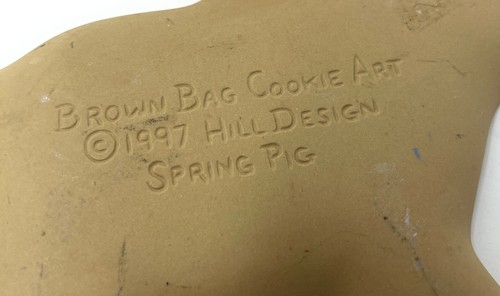 BROWN BAG COOKIE ART
©1997 HILL DESIGN
SPRING PIG